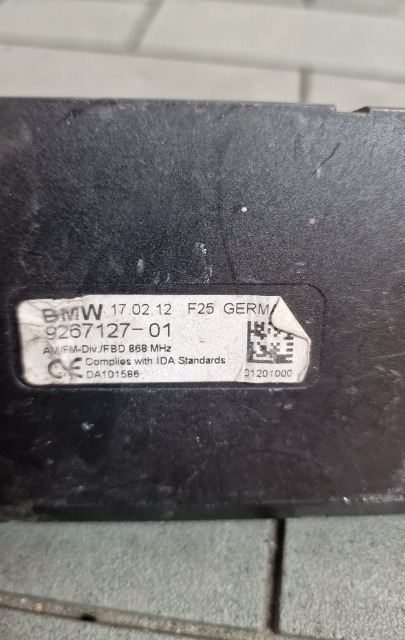 BMW 17.02.12 F25 GERMA
9267127-01
AM/FM-Div./FBD 868 MHz
CE Complies with IDA Standards
DA101586
01201000